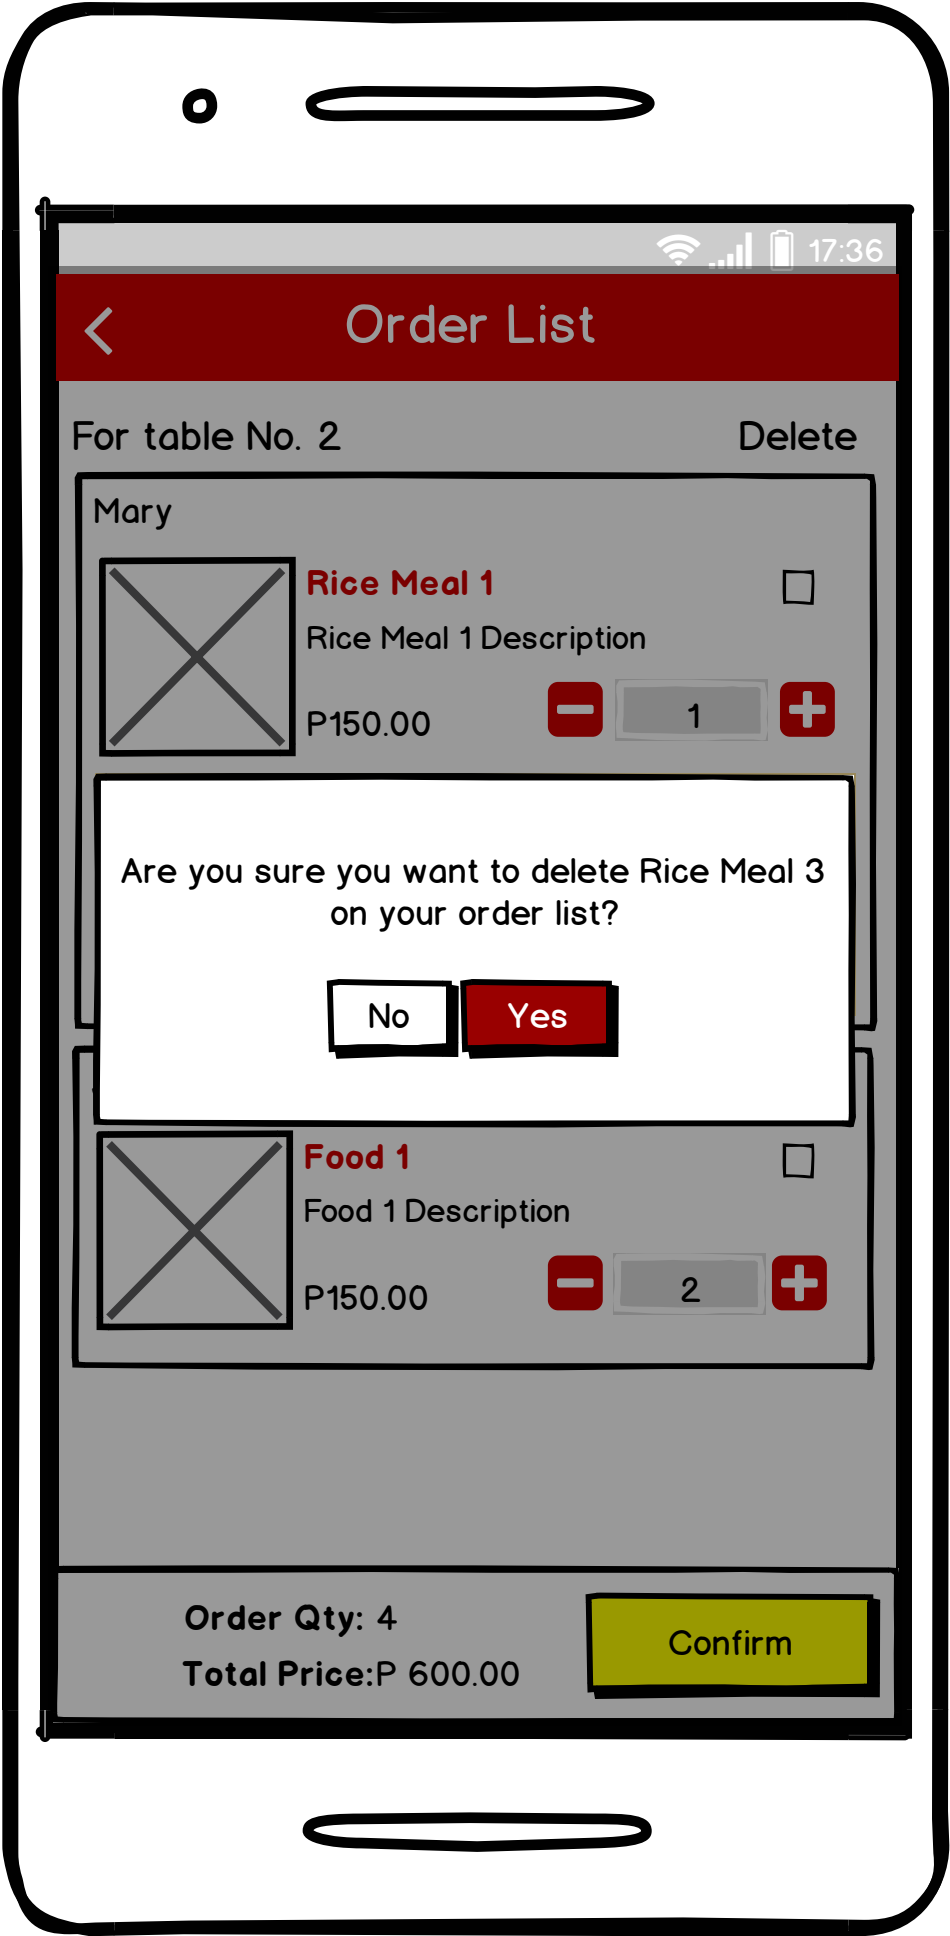 17:36
Order List
For table No. 2
Delete
Mary
Rice Meal 1
Rice Meal 1 Description
P150.00
1
Are you sure you want to delete Rice Meal 3
on your order list?
No
Yes
Food 1
Food 1 Description
P150.00
2
Order Qty: 4
Total Price:P 600.00
Confirm